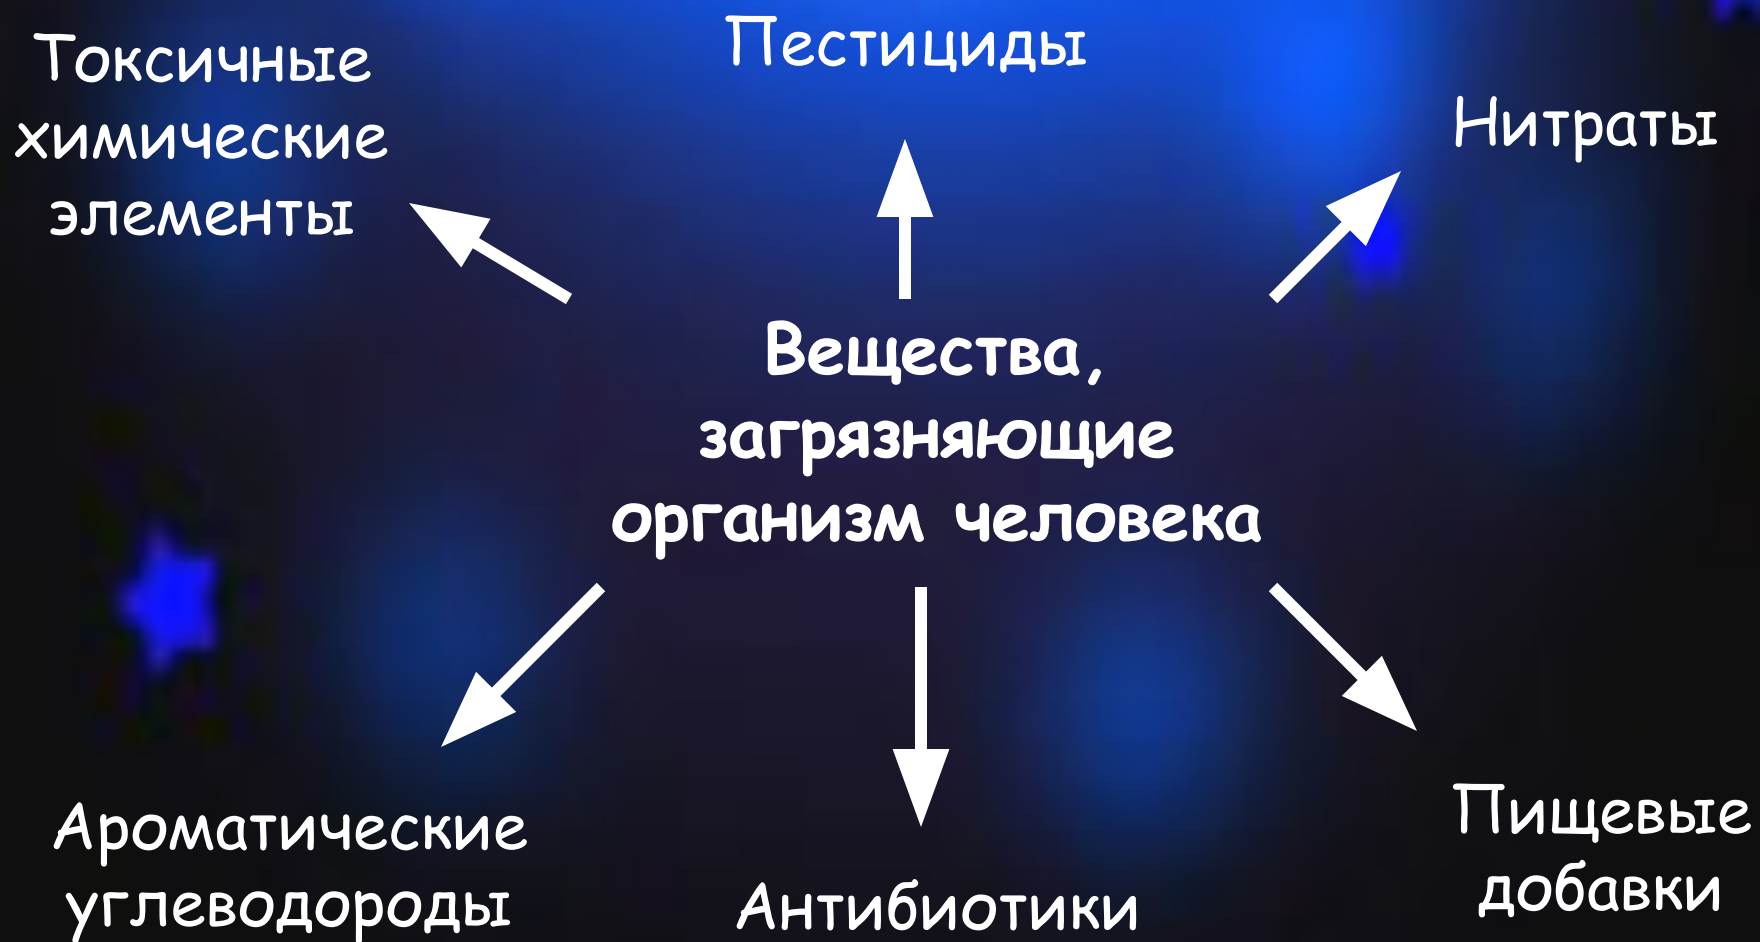 Токсичные
химические
элементы
Пестициды
Нитраты
Вещества,
загрязняющие
организм человека
Ароматические
углеводороды
Антибиотики
Пищевые
добавки